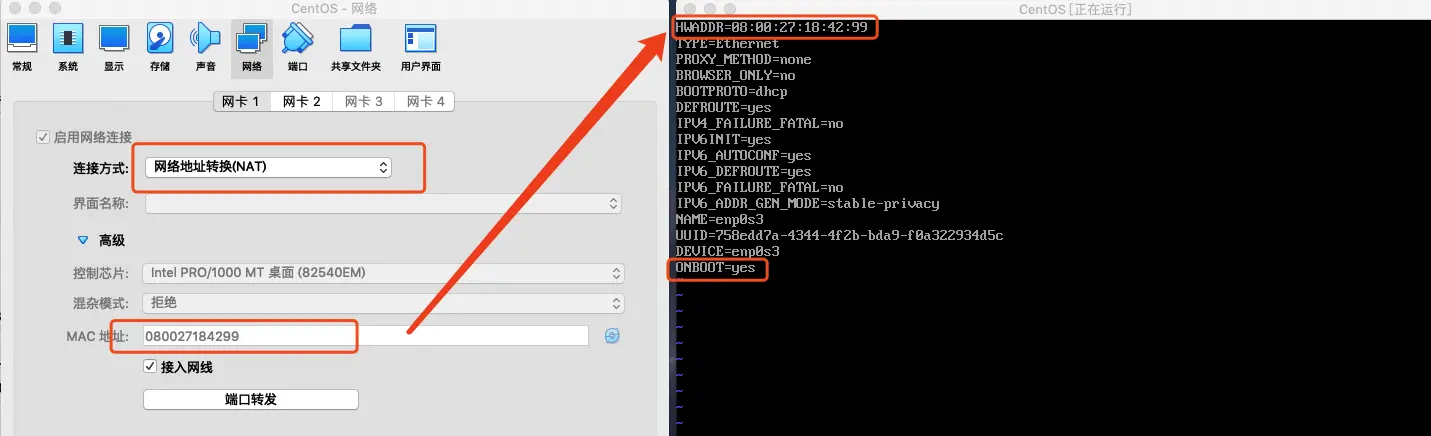 CentOS - 网络
常规
系统
显示
存储
声音
网络
端口
共享文件夹
用户界面
网卡 1
网卡 2
网卡 3
网卡 4
启用网络连接
连接方式:
网络地址转换(NAT)
界面名称:
高级
控制芯片:
Intel PRO/1000 MT 桌面 (82540EM)
混杂模式:
拒绝
MAC 地址:
080027184299
接入网线
端口转发
CentOS [正在运行]
HWADDR=08:00:27:18:42:99
TYPE=Ethernet
PROXY_METHOD=none
BROWSER_ONLY=no
BOOTPROTO=dhcp
DEFROUTE=yes
IPV4_FAILURE_FATAL=no
IPV6INIT=yes
IPV6_AUTOCONF=yes
IPV6_DEFROUTE=yes
IPV6_FAILURE_FATAL=no
IPV6_ADDR_GEN_MODE=stable-privacy
NAME=enp0s3
UUID=758edd7a-4344-4f2b-bda9-f0a322934d5c
DEVICE=enp0s3
ONBOOT=yes
~
~
~
~
~
~
~
~
~